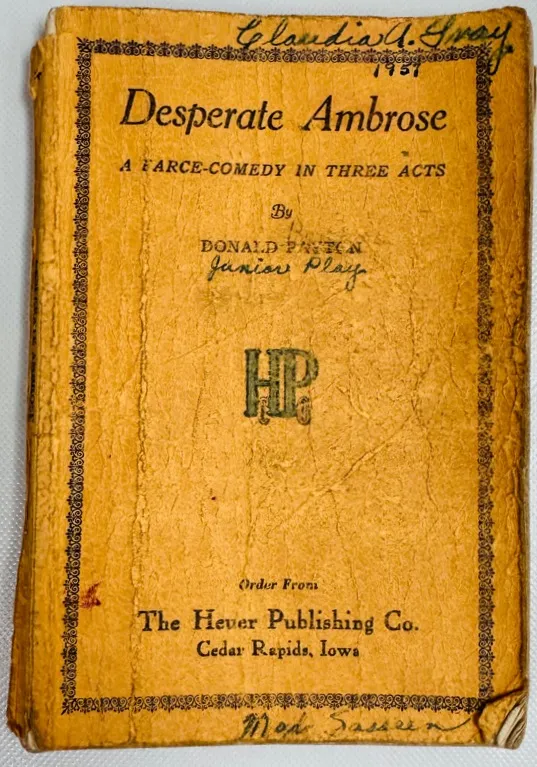 Claudia A. Gray
1951
Desperate Ambrose
A FARCE-COMEDY IN THREE ACTS
By
DONALD PAYTON
Junior Play
HP
Order From
The Heuer Publishing Co.
Cedar Rapids, Iowa
Sassen